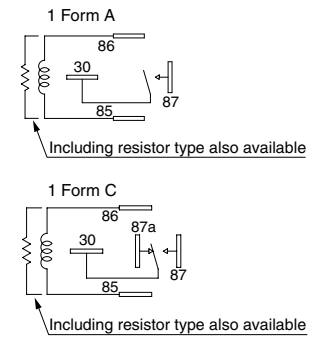 1 Form A
86
30
85
87
Including resistor type also available
1 Form C
86
87a
30
85
87
Including resistor type also available